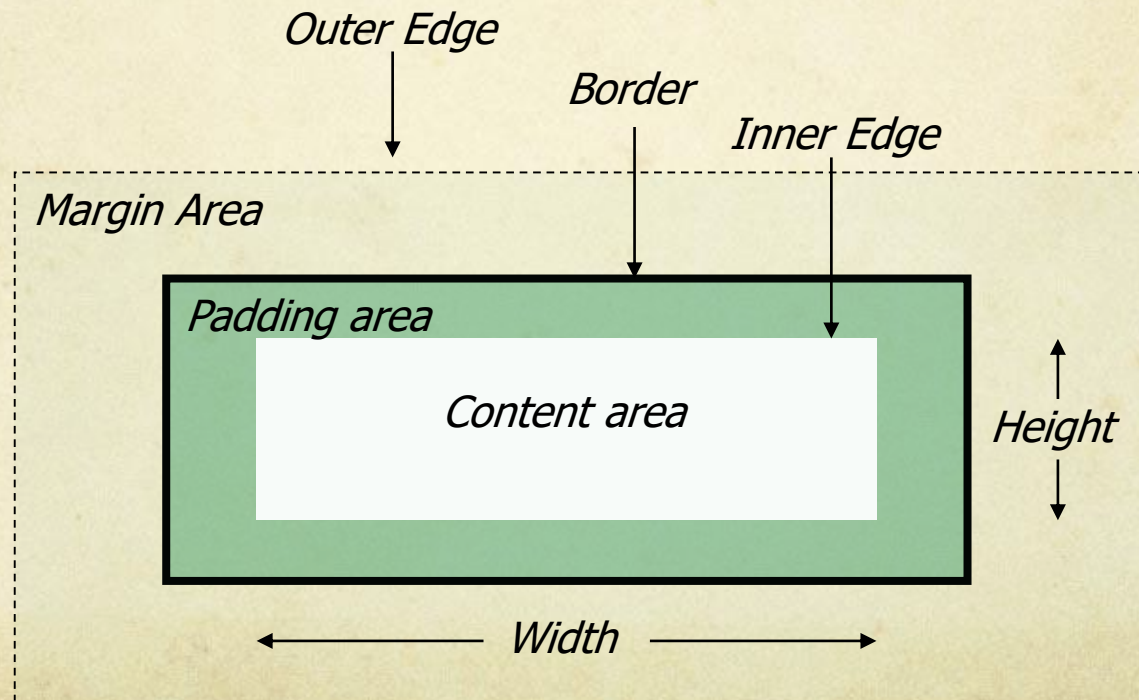 Outer Edge
Border
Inner Edge
Margin Area
Padding area
Content area
Height
Width